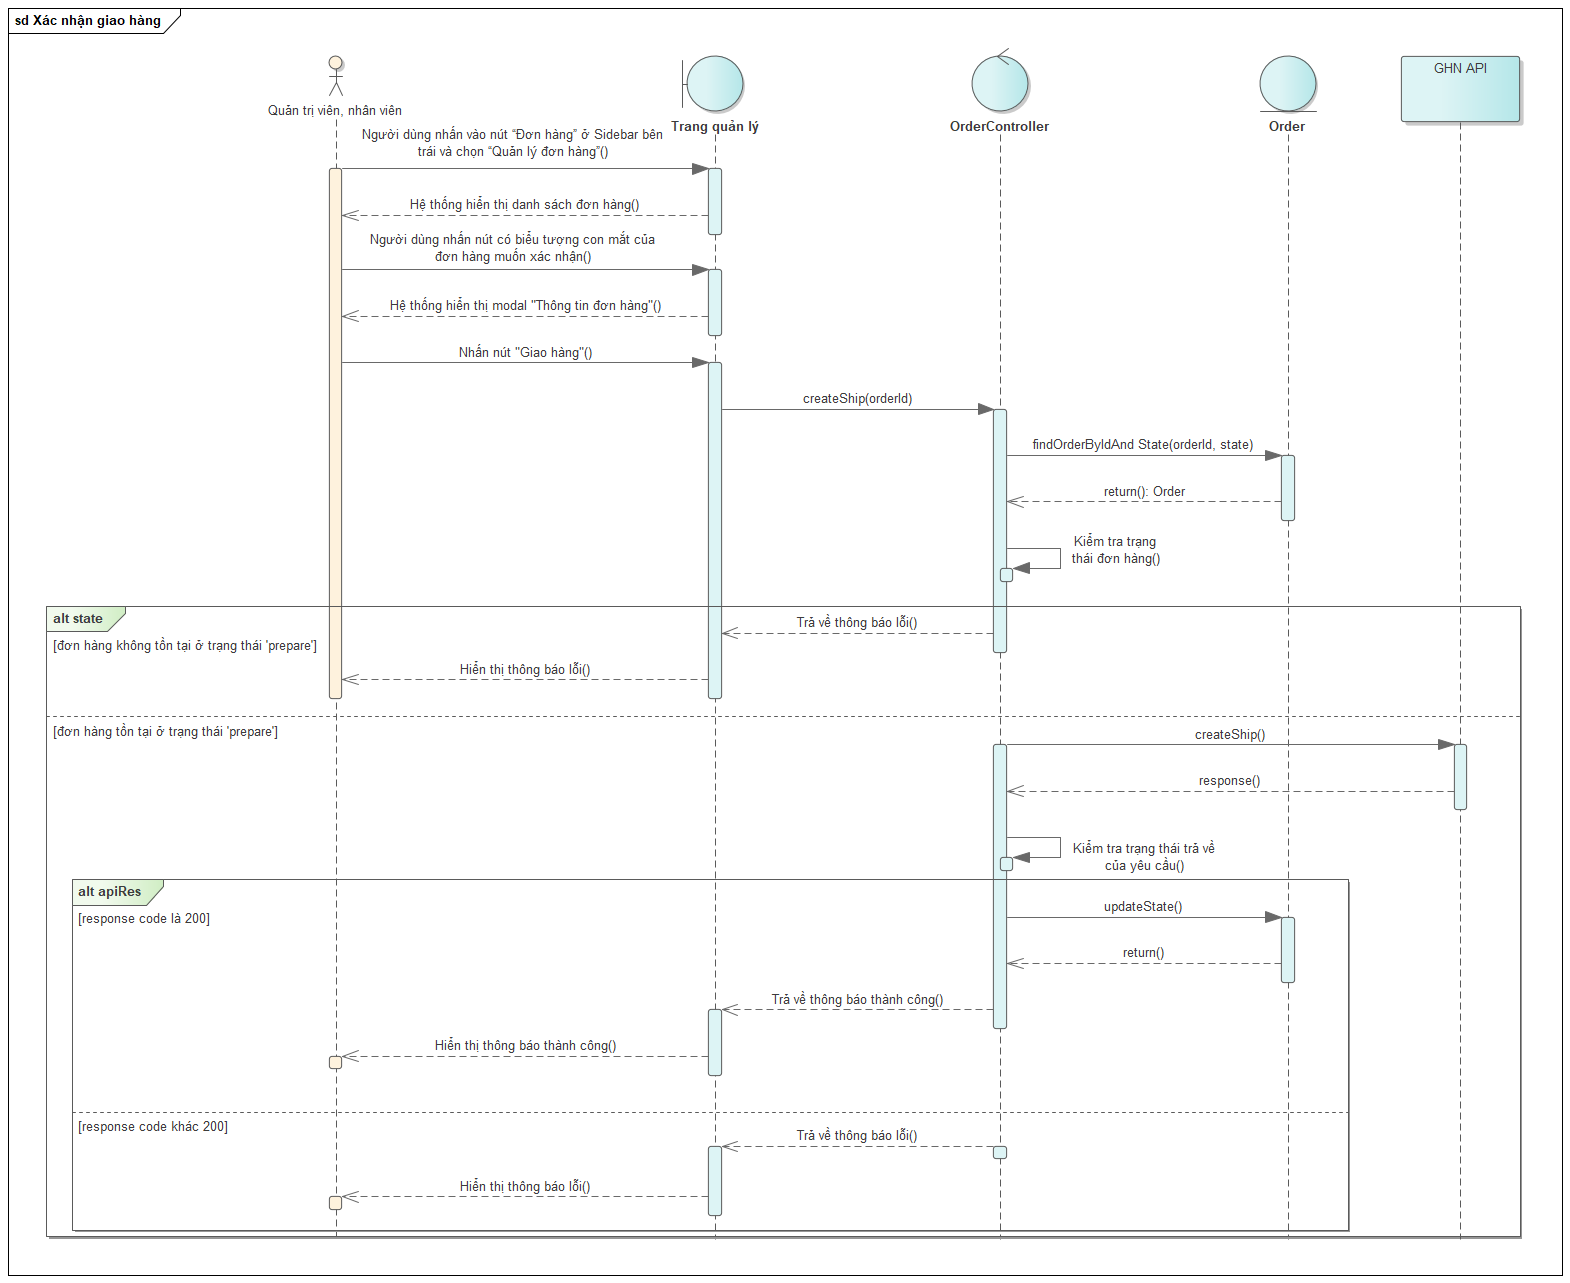 sd Xác nhận giao hàng
GHN API
Quản trị viên, nhân viên
Trang quản lý
OrderController
Order
Người dùng nhấn vào nút “Đơn hàng” ở Sidebar bên
trái và chọn “Quản lý đơn hàng”()
Hệ thống hiển thị danh sách đơn hàng()
Người dùng nhấn nút có biểu tượng con mắt của
đơn hàng muốn xác nhận()
Hệ thống hiển thị modal "Thông tin đơn hàng"()
Nhấn nút "Giao hàng"()
createShip(orderId)
findOrderByIdAnd State(orderId, state)
return(): Order
Kiểm tra trạng
thái đơn hàng()
alt state
[đơn hàng không tồn tại ở trạng thái 'prepare']
Trả về thông báo lỗi()
Hiển thị thông báo lỗi()
[đơn hàng tồn tại ở trạng thái 'prepare']
createShip()
response()
Kiểm tra trạng thái trả về
của yêu cầu()
alt apiRes
[response code là 200]
updateState()
return()
Trả về thông báo thành công()
Hiển thị thông báo thành công()
[response code khác 200]
Trả về thông báo lỗi()
Hiển thị thông báo lỗi()